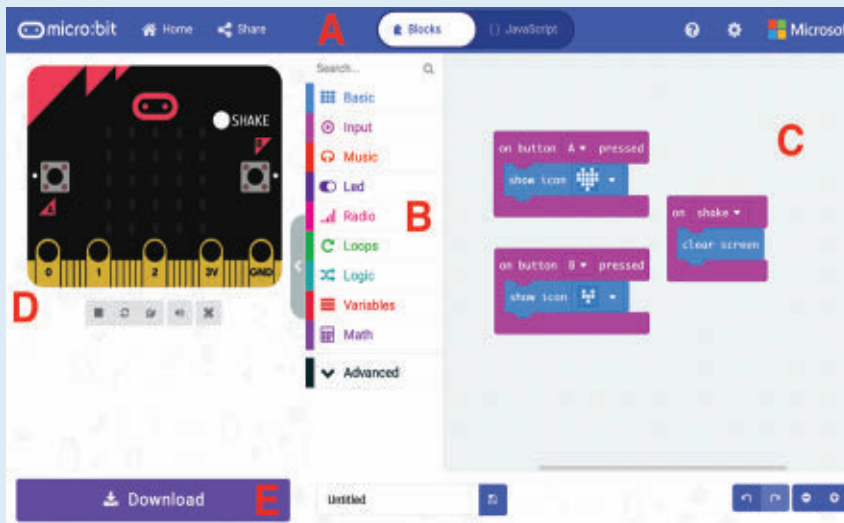 micro:bit Home Share A Blocks {} JavaScript ? Microsof
Search...
Basic
Input
Music
Led
Radio
Loops
Logic
Variables
Math
Advanced
B
SHAKE
B
A
0 1 2 3V GND
D
on button A pressed
show icon
on button B pressed
show icon
on shake
clear screen
C
Download E
Untitled